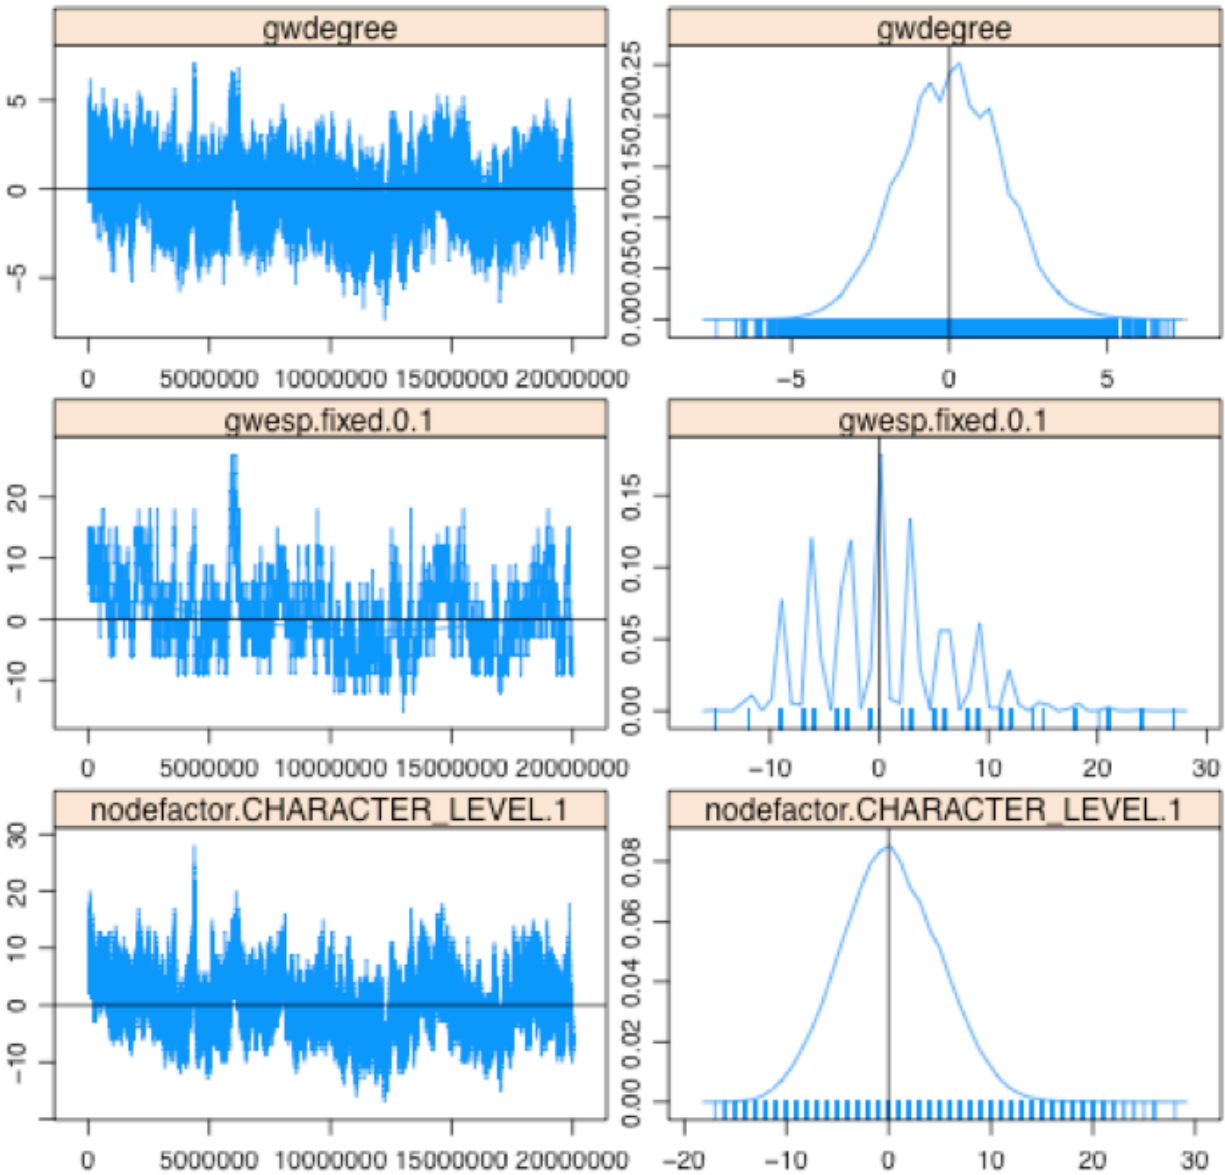 gwdegree gwdegree
5
0
−5
0 5000000 10000000 15000000 20000000
0.000.050.100.150.200.25
−5 0 5
gwesp.fixed.0.1 gwesp.fixed.0.1
20
10
0
−10
0 5000000 10000000 15000000 20000000
0.15
0.10
0.05
0.00
−10 0 10 20 30
nodefactor.CHARACTER_LEVEL.1 nodefactor.CHARACTER_LEVEL.1
30
20
10
0
−10
0 5000000 10000000 15000000 20000000
0.08
0.06
0.04
0.02
0.00
−20 −10 0 10 20 30